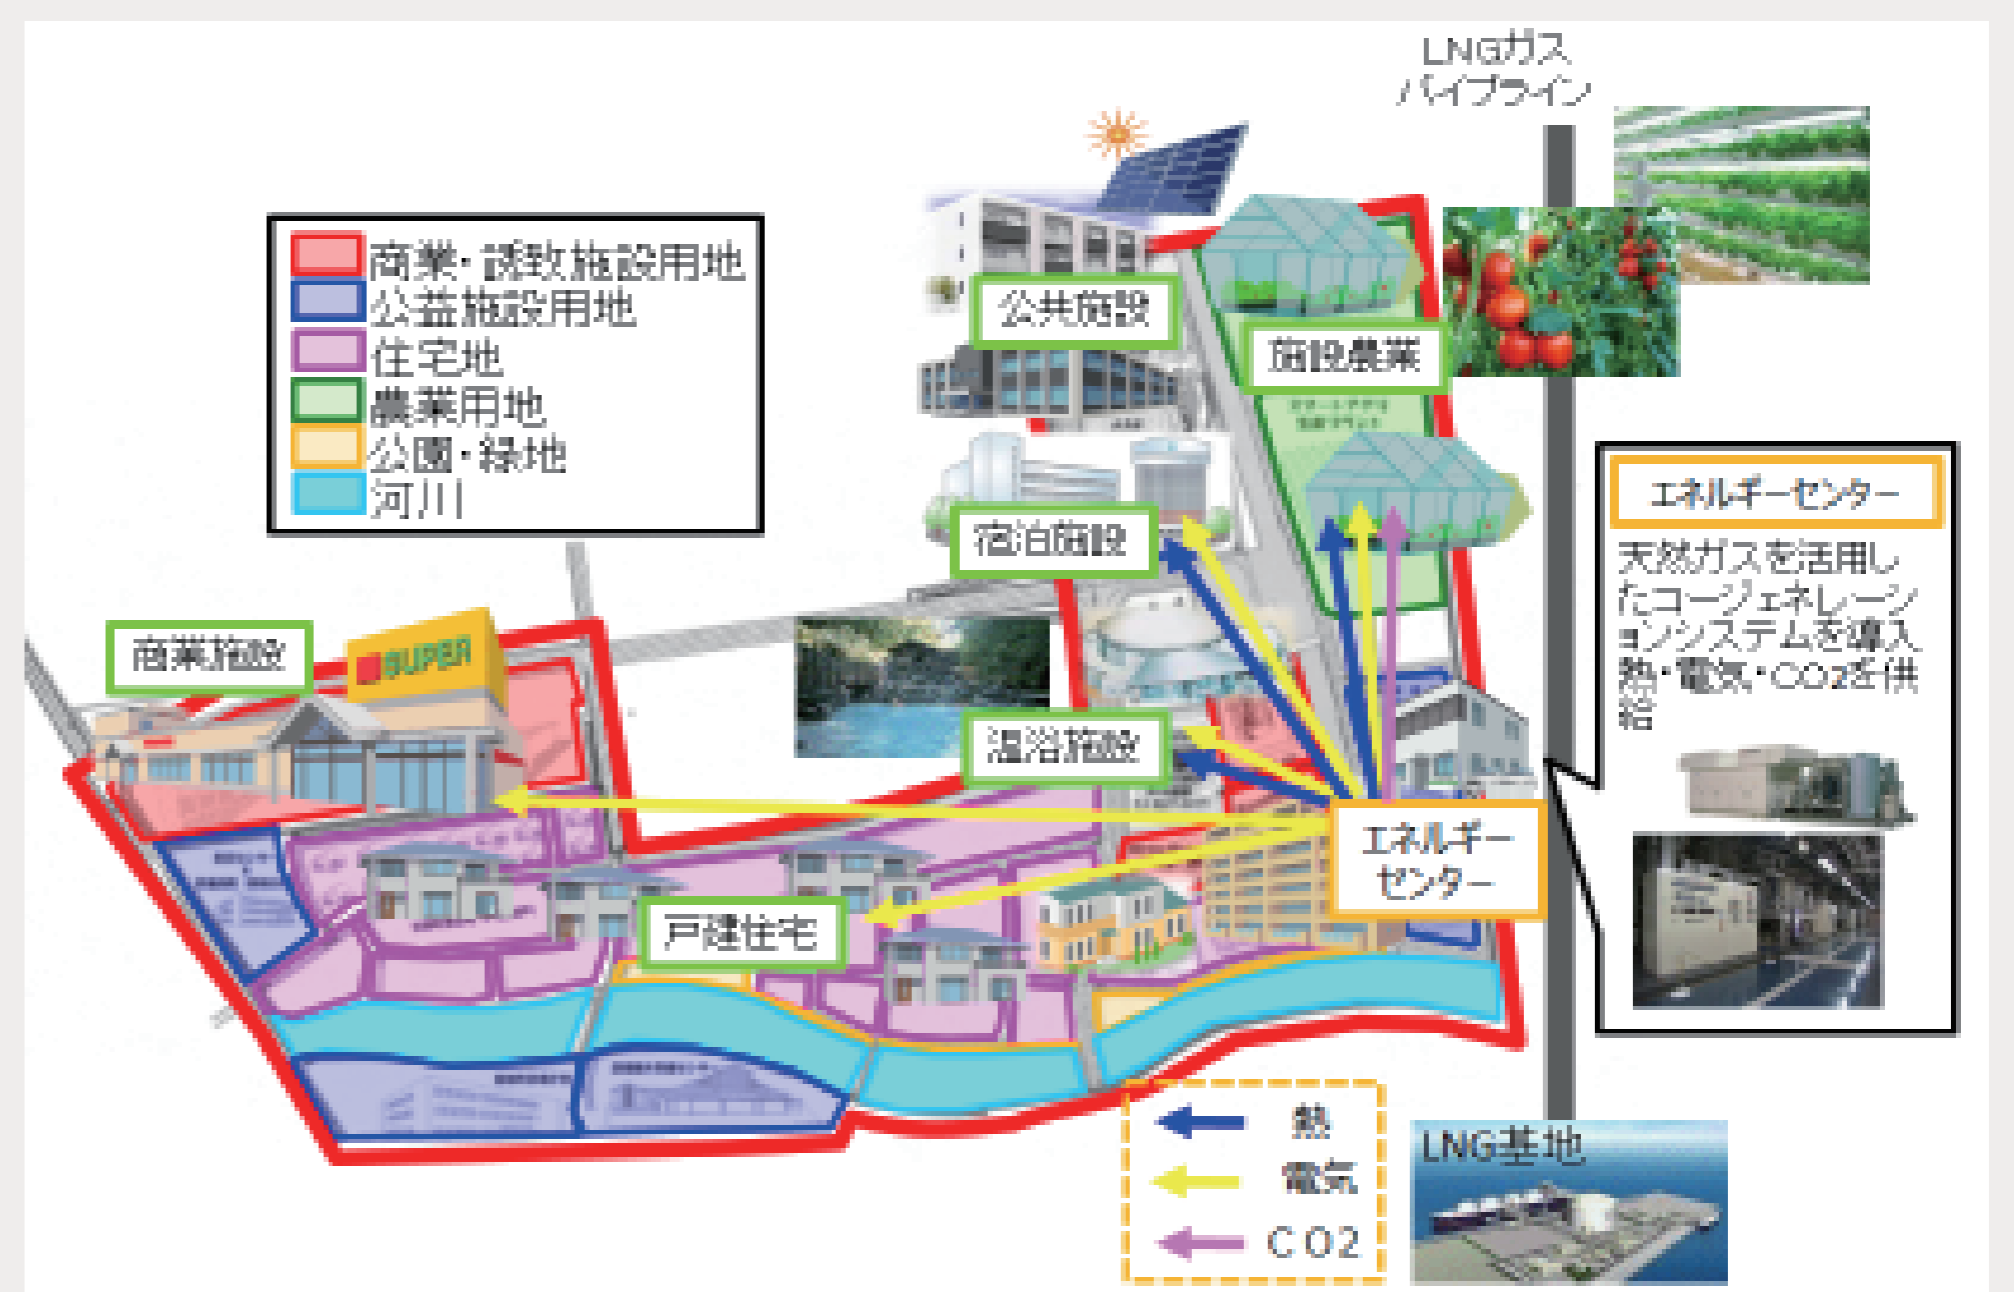 LNGガス
パイプライン
商業・誘致施設用地
公益施設用地
住宅地
農業用地
公園・緑地
河川
公共施設
施設農業
宿泊施設
エネルギーセンター
天然ガスを活用し
たコージェネレーシ
ョンシステムを導入
熱・電気・CO2を供
給
商業施設
SUPER
温浴施設
エネルギー
センター
戸建住宅
熱
電気
CO2
LNG基地